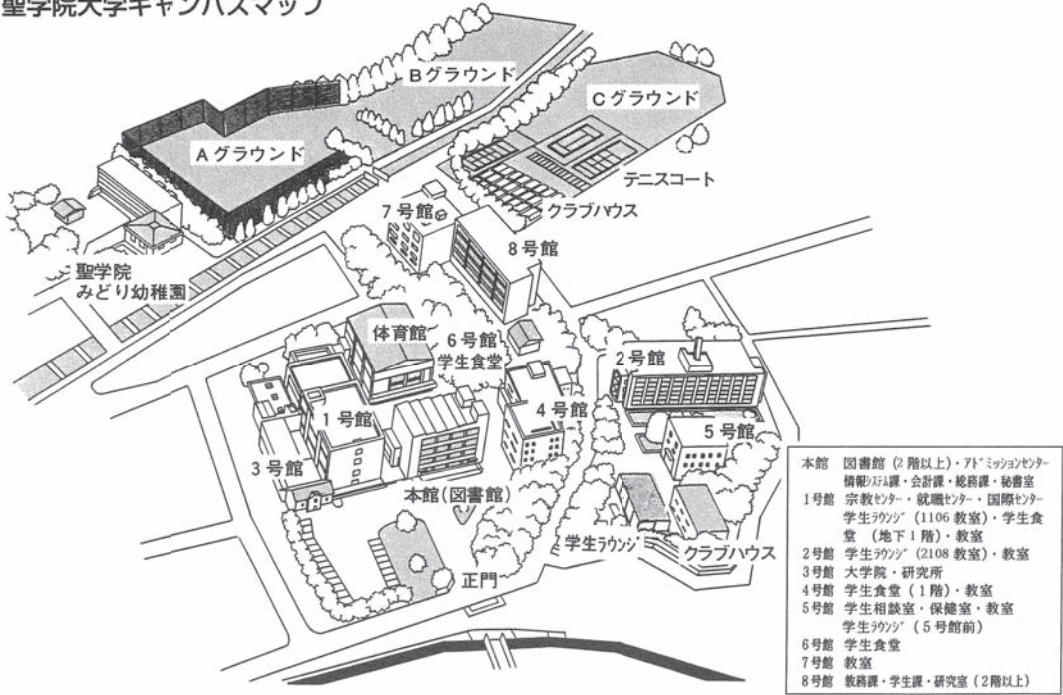 聖学院大学キャンパスマップ
Bグラウンド
Cグラウンド
Aグラウンド
テニスコート
クラブハウス
7号館
8号館
聖学院
みどり幼稚園
体育館
6号館
学生食堂
2号館
4号館
1号館
5号館
3号館
本館(図書館)
学生ラウンジ
クラブハウス
正門
本館 図書館(2階以上)・アドミッションセンター
情報システム課・会計課・総務課・秘書室
1号館 宗教センター・就職センター・国際センター
学生ラウンジ(1106教室)・学生食
堂 (地下1階)・教室
2号館 学生ラウンジ(2108教室)・教室
3号館 大学院・研究所
4号館 学生食堂(1階)・教室
5号館 学生相談室・保健室・教室
学生ラウンジ(5号館前)
6号館 学生食堂
7号館 教室
8号館 教務課・学生課・研究室(2階以上)